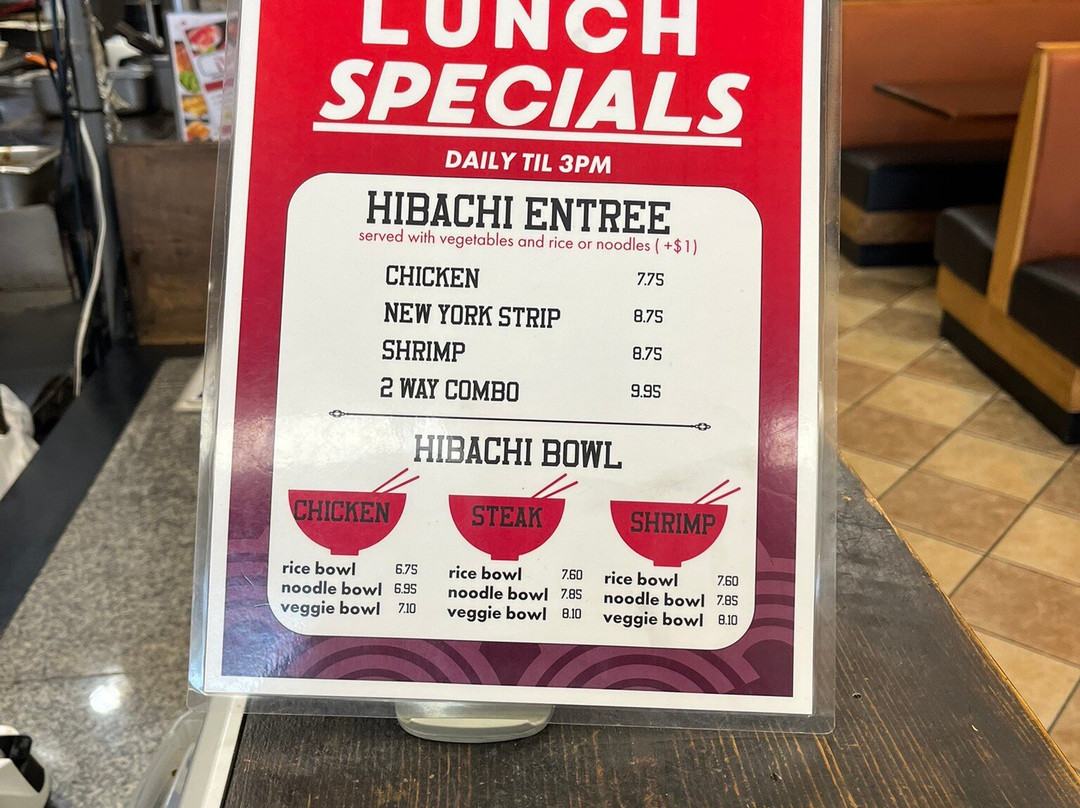 LUNCH
SPECIALS
DAILY TIL 3PM
HIBACHI ENTREE
served with vegetables and rice or noodles ( +$1)
CHICKEN 7.75
NEW YORK STRIP 8.75
SHRIMP 8.75
2 WAY COMBO 9.95
HIBACHI BOWL
CHICKEN
rice bowl 6.75
noodle bowl 6.95
veggie bowl 7.10
STEAK
rice bowl 7.60
noodle bowl 7.85
veggie bowl 8.10
SHRIMP
rice bowl 7.60
noodle bowl 7.85
veggie bowl 8.10